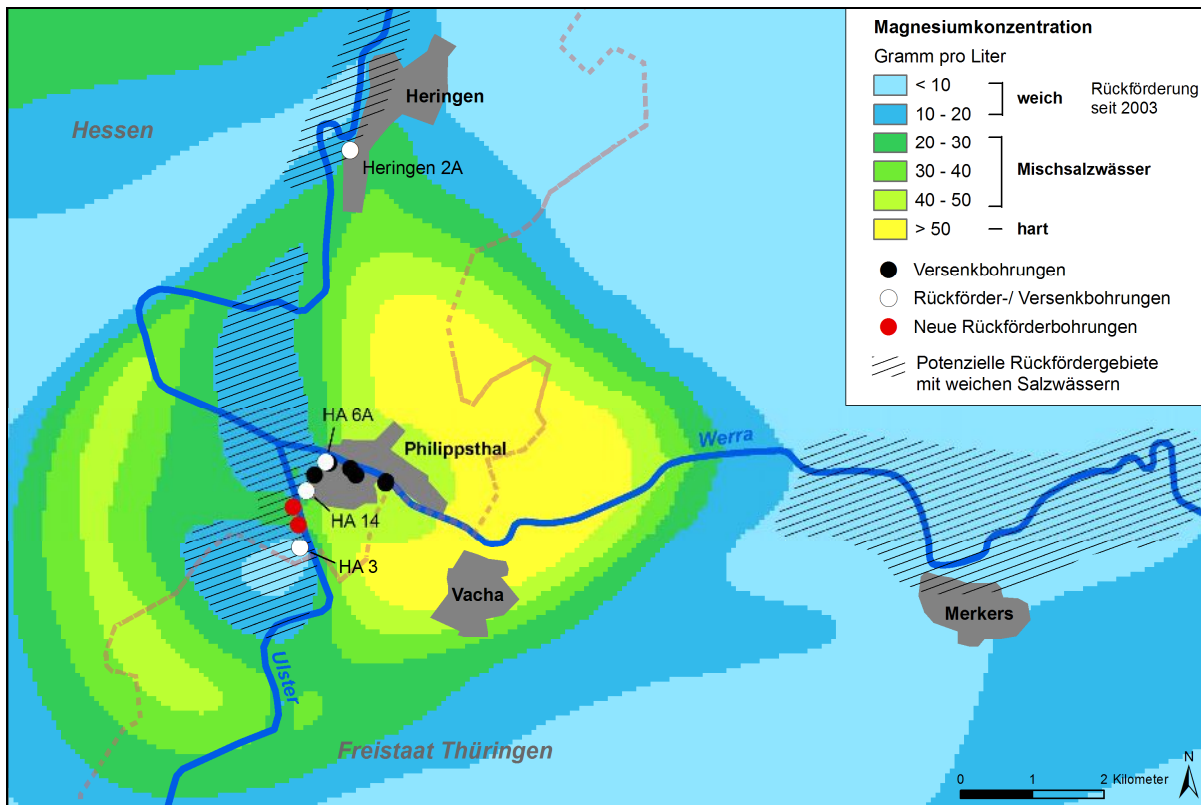 Magnesiumkonzentration
Gramm pro Liter
< 10
10 - 20
weich
Rückförderung
seit 2003
20 - 30
30 - 40
40 - 50
Mischsalzwässer
> 50
hart
Versenkbohrungen
Rückförder-/ Versenkbohrungen
Neue Rückförderbohrungen
Potenzielle Rückfördergebiete
mit weichen Salzwässern
Heringen
Hessen
Heringen 2A
HA 6A
Philippsthal
Werra
HA 14
HA 3
Vacha
Merkers
Ulster
Freistaat Thüringen
0 1 2 Kilometer
N